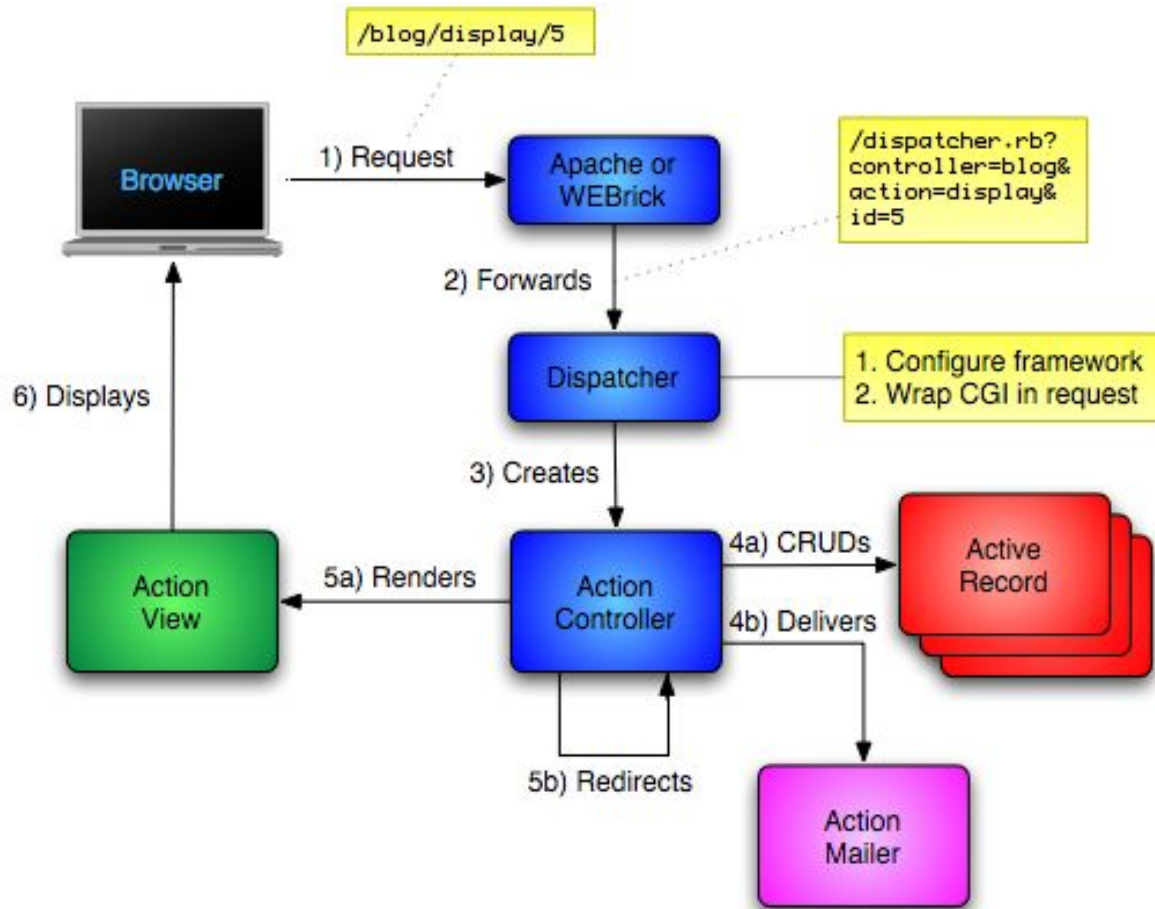 /blog/display/5
Browser
1) Request
Apache or
WEBrick
/dispatcher.rb?
controller=blog&
action=display&
id=5
2) Forwards
Dispatcher
1. Configure framework
2. Wrap CGI in request
6) Displays
3) Creates
Action
View
5a) Renders
Action
Controller
4a) CRUDs
Active
Record
4b) Delivers
5b) Redirects
Action
Mailer